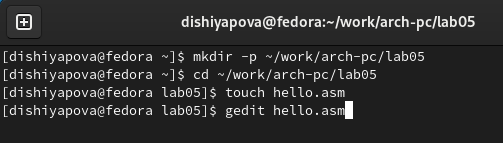 dishiyapova@fedora:~/work/arch-pc/lab05
[dishiyapova@fedora ~]$ mkdir -p ~/work/arch-pc/lab05
[dishiyapova@fedora ~]$ cd ~/work/arch-pc/lab05
[dishiyapova@fedora lab05]$ touch hello.asm
[dishiyapova@fedora lab05]$ gedit hello.asm